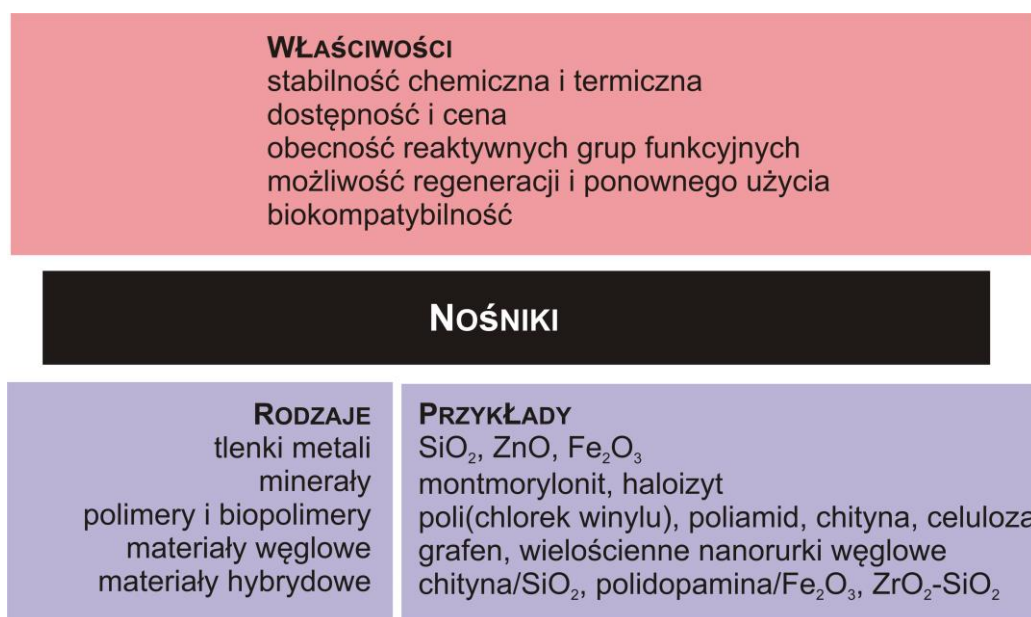 WŁAŚCIWOŚCI
stabilność chemiczna i termiczna
dostępność i cena
obecność reaktywnych grup funkcyjnych
możliwość regeneracji i ponownego użycia
biokompatybilność
NOŚNIKI
RODZAJE
tlenki metali
minerały
polimery i biopolimery
materiały węglowe
materiały hybrydowe
PRZYKŁADY
SiO₂, ZnO, Fe₂O₃
montmorylonit, haloizyt
poli(chlorek winylu), poliamid, chityna, celuloza
grafen, wielościenne nanorurki węglowe
chityna/SiO₂, polidopamina/Fe₂O₃, ZrO₂-SiO₂